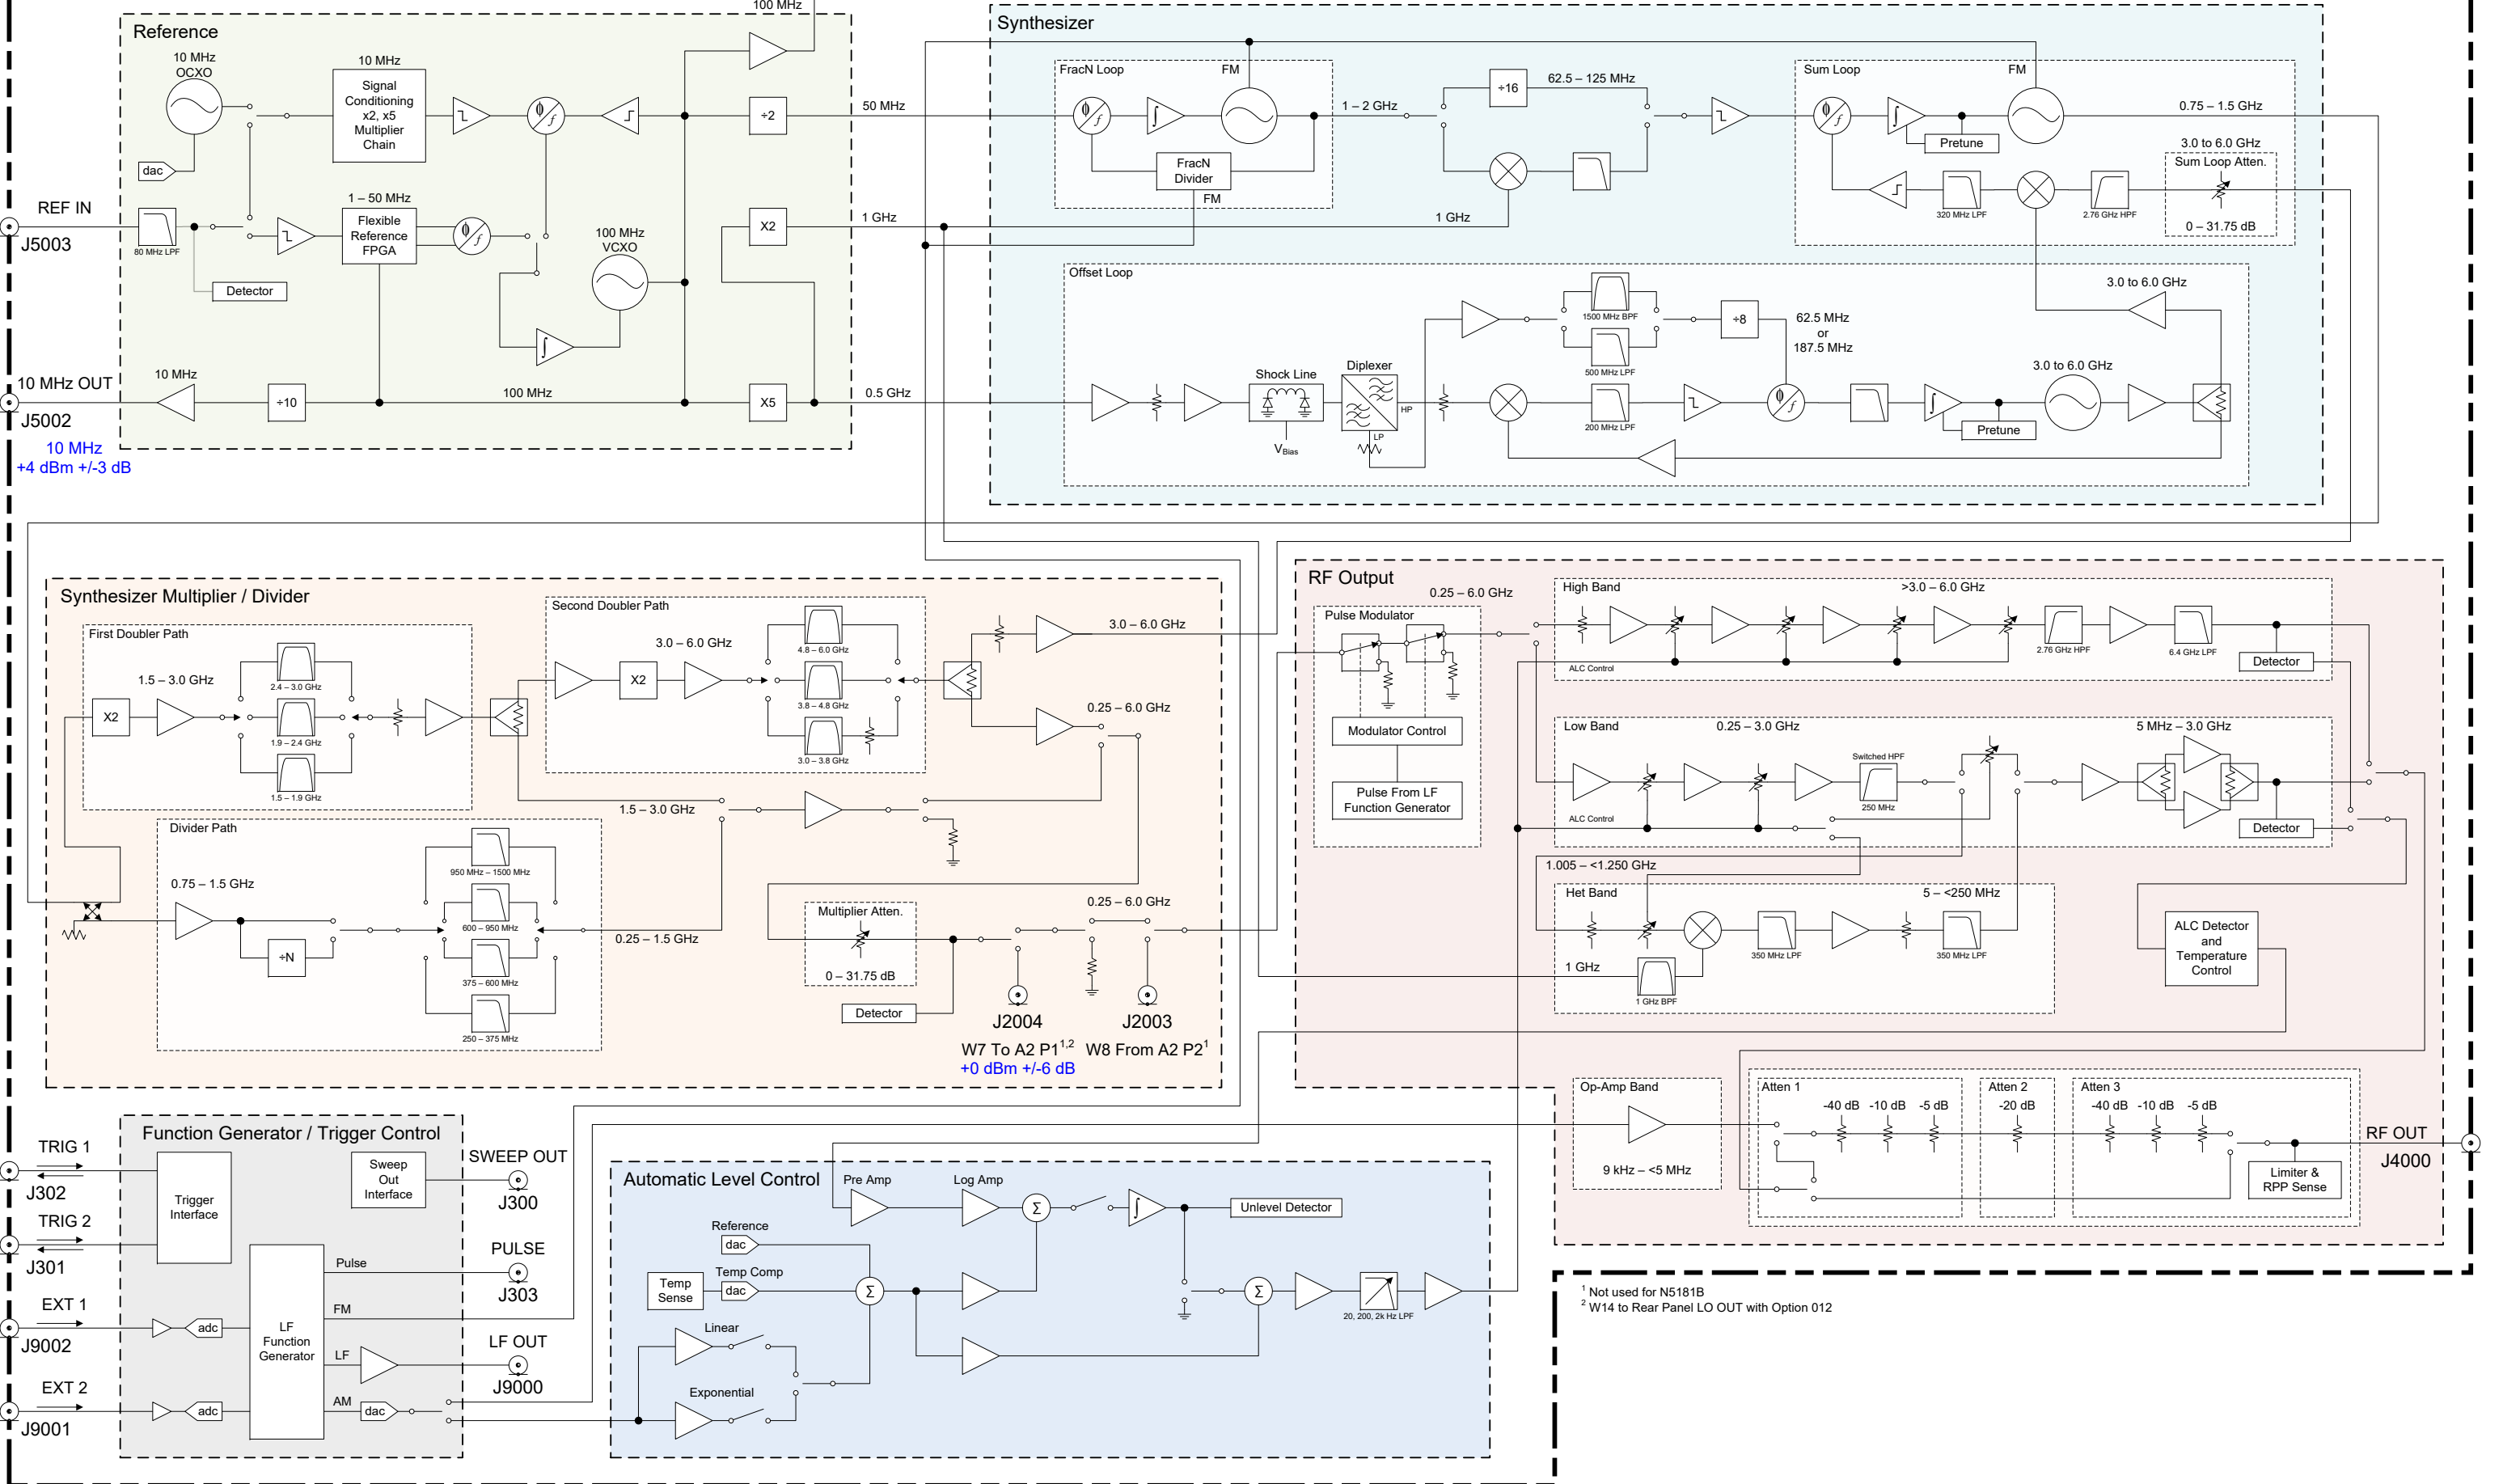 100 MHz
Reference
10 MHz
OCXO
10 MHz
Signal
Conditioning
x2, x5
Multiplier
Chain
ϕ
f
÷2
50 MHz
dac
REF IN
J5003
80 MHz LPF
1 – 50 MHz
Flexible
Reference
FPGA
ϕ
f
Detector
100 MHz
VCXO
X2
1 GHz
∫
10 MHz OUT
J5002
10 MHz
+4 dBm +/-3 dB
10 MHz
÷10
100 MHz
X5
0.5 GHz
Synthesizer
FracN Loop
FM
ϕ
f
∫
FracN
Divider
FM
1 – 2 GHz
÷16
62.5 – 125 MHz
1 GHz
Sum Loop
FM
ϕ
f
∫
Pretune
0.75 – 1.5 GHz
3.0 to 6.0 GHz
Sum Loop Atten.
0 – 31.75 dB
320 MHz LPF
2.76 GHz HPF
Offset Loop
3.0 to 6.0 GHz
1500 MHz BPF
500 MHz LPF
÷8
62.5 MHz
or
187.5 MHz
Shock Line
VBias
Diplexer
HP
LP
200 MHz LPF
ϕ
f
∫
Pretune
3.0 to 6.0 GHz
Synthesizer Multiplier / Divider
First Doubler Path
X2
1.5 – 3.0 GHz
2.4 – 3.0 GHz
1.9 – 2.4 GHz
1.5 – 1.9 GHz
Second Doubler Path
3.0 – 6.0 GHz
X2
4.8 – 6.0 GHz
3.8 – 4.8 GHz
3.0 – 3.8 GHz
3.0 – 6.0 GHz
0.25 – 6.0 GHz
1.5 – 3.0 GHz
Divider Path
0.75 – 1.5 GHz
÷N
950 MHz – 1500 MHz
600 – 950 MHz
375 – 600 MHz
250 – 375 MHz
0.25 – 1.5 GHz
Multiplier Atten.
0 – 31.75 dB
Detector
0.25 – 6.0 GHz
J2004
J2003
W7 To A2 P1 1,2
W8 From A2 P2 1
+0 dBm +/-6 dB
RF Output
0.25 – 6.0 GHz
Pulse Modulator
Modulator Control
Pulse From LF
Function Generator
High Band
>3.0 – 6.0 GHz
ALC Control
2.76 GHz HPF
6.4 GHz LPF
Detector
Low Band
0.25 – 3.0 GHz
5 MHz – 3.0 GHz
Switched HPF
250 MHz
ALC Control
Detector
1.005 – <1.250 GHz
Het Band
5 – <250 MHz
350 MHz LPF
350 MHz LPF
1 GHz
1 GHz BPF
ALC Detector
and
Temperature
Control
Op-Amp Band
9 kHz – <5 MHz
Atten 1
-40 dB
-10 dB
-5 dB
Atten 2
-20 dB
Atten 3
-40 dB
-10 dB
-5 dB
Limiter &
RPP Sense
RF OUT
J4000
Function Generator / Trigger Control
TRIG 1
J302
TRIG 2
J301
EXT 1
J9002
EXT 2
J9001
Trigger
Interface
Sweep
Out
Interface
SWEEP OUT
J300
LF
Function
Generator
adc
adc
Pulse
PULSE
J303
FM
LF
LF OUT
J9000
AM
dac
Automatic Level Control
Pre Amp
Log Amp
Σ
∫
Unlevel Detector
Reference
dac
Temp
Sense
Temp Comp
dac
Σ
Σ
20, 200, 2k Hz LPF
Linear
Exponential
1 Not used for N5181B
2 W14 to Rear Panel LO OUT with Option 012